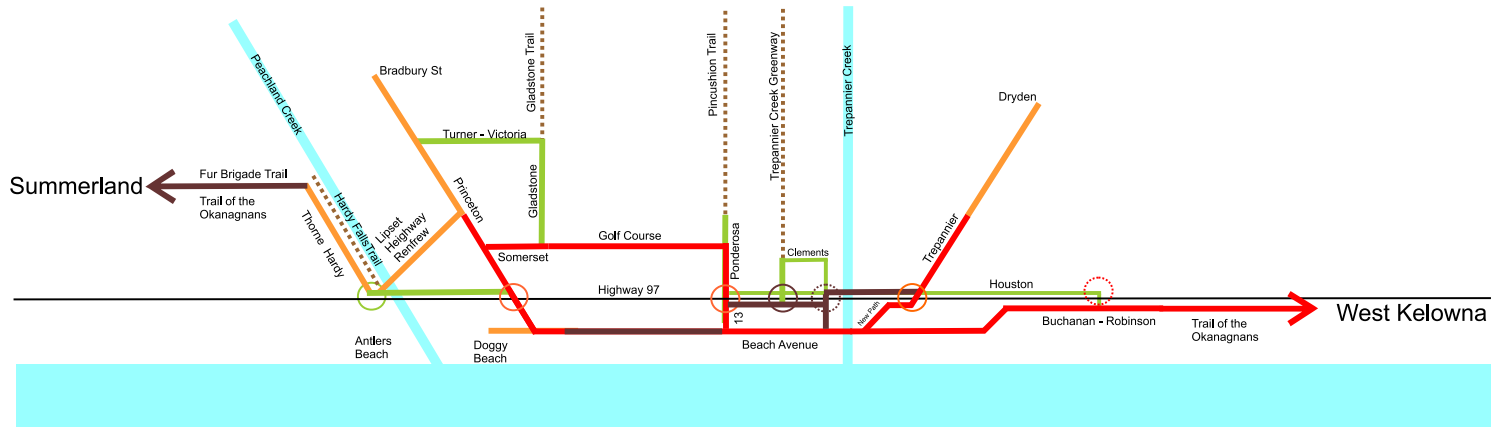 Peachland Creek
Bradbury St
Gladstone Trail
Pincushion Trail
Trepannier Creek Greenway
Trepannier Creek
Dryden
Turner - Victoria
Summerland
Fur Brigade Trail
Trail of the
Okanagnans
Hardy FallsTrail
Thorne Hardy
Lipset
Heighway
Renfrew
Princeton
Gladstone
Somerset
Golf Course
Ponderosa
Clements
Trepannier
Highway 97
Houston
13
New Path
Antlers
Beach
Doggy
Beach
Beach Avenue
Buchanan - Robinson
Trail of the
Okanagnans
West Kelowna